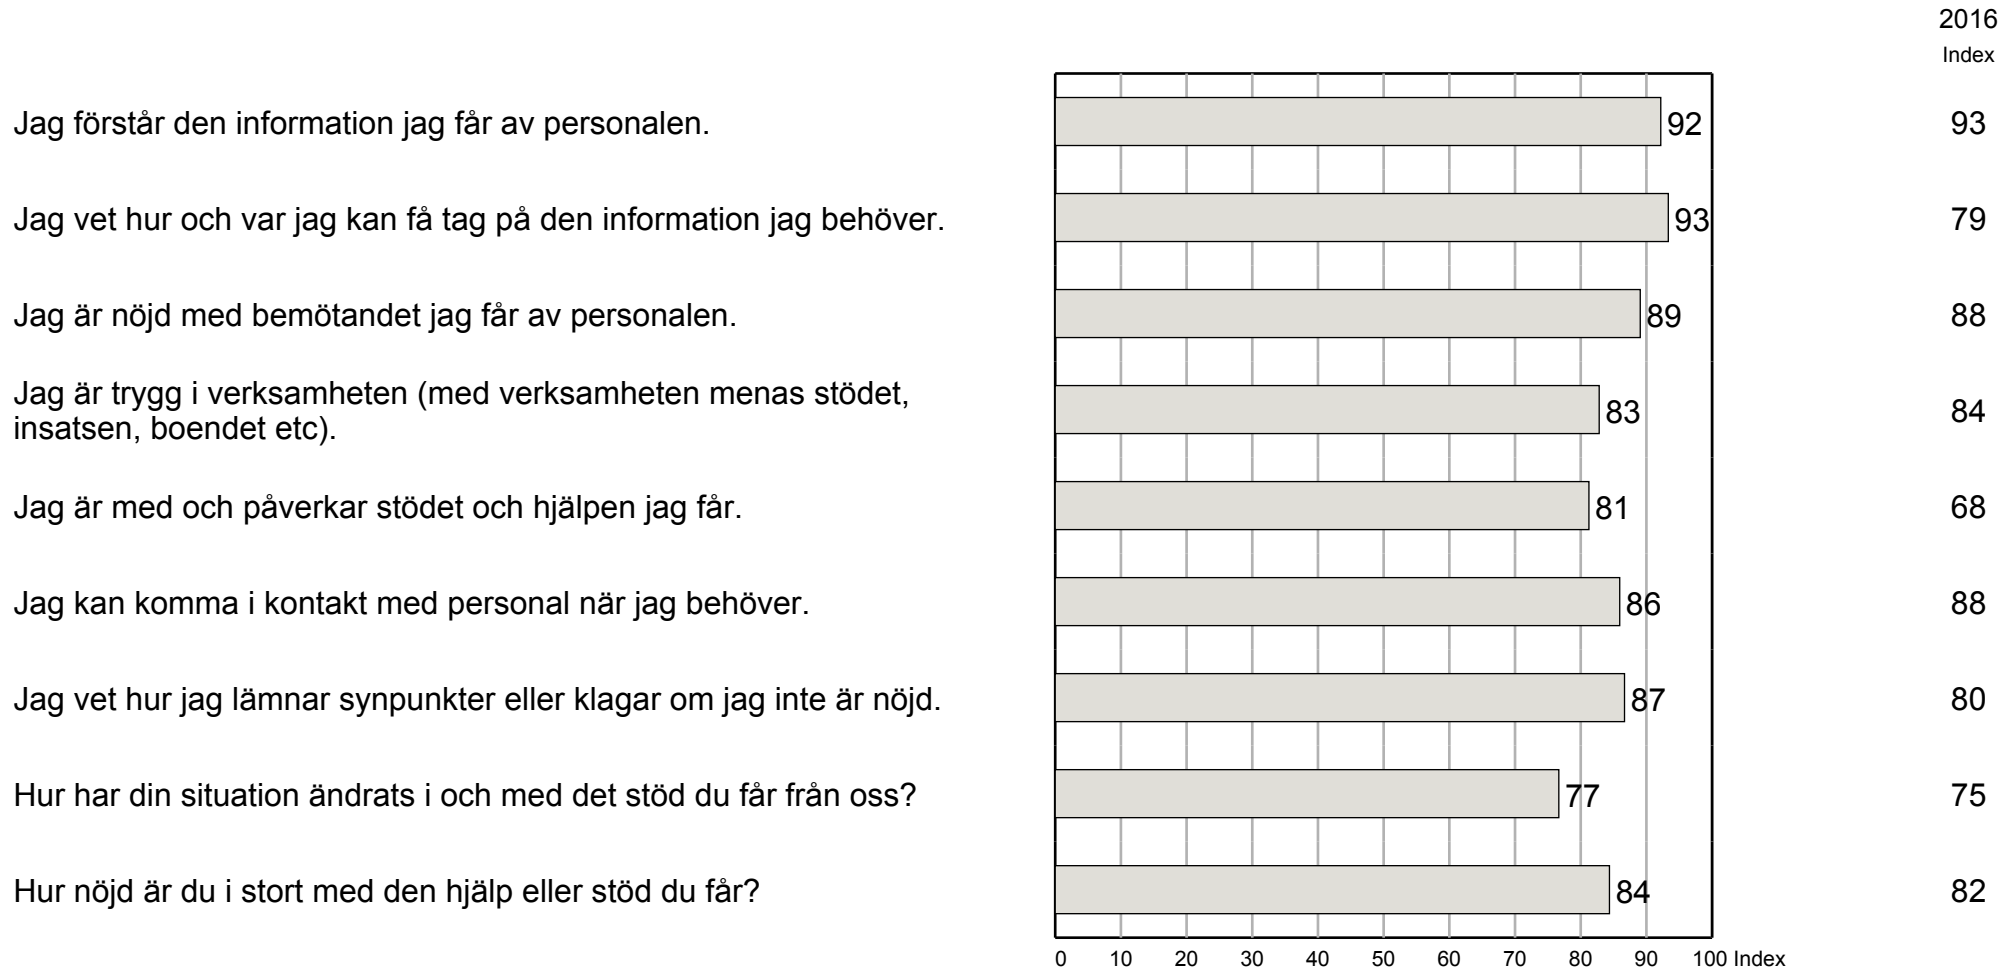 2016
Index
Jag förstår den information jag får av personalen. 92 93
Jag vet hur och var jag kan få tag på den information jag behöver. 93 79
Jag är nöjd med bemötandet jag får av personalen. 89 88
Jag är trygg i verksamheten (med verksamheten menas stödet,
insatsen, boendet etc). 83 84
Jag är med och påverkar stödet och hjälpen jag får. 81 68
Jag kan komma i kontakt med personal när jag behöver. 86 88
Jag vet hur jag lämnar synpunkter eller klagar om jag inte är nöjd. 87 80
Hur har din situation ändrats i och med det stöd du får från oss? 77 75
Hur nöjd är du i stort med den hjälp eller stöd du får? 84 82
0 10 20 30 40 50 60 70 80 90 100 Index